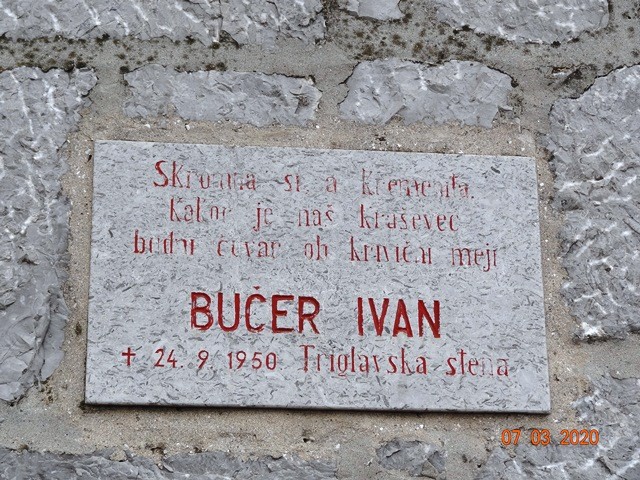 Skromna si a kremenita.
Kakor je naš kraševec
bodni čuvar ob krivični meji
BUČER IVAN
+ 24. 9. 1950 Triglavska stena
07 03 2020